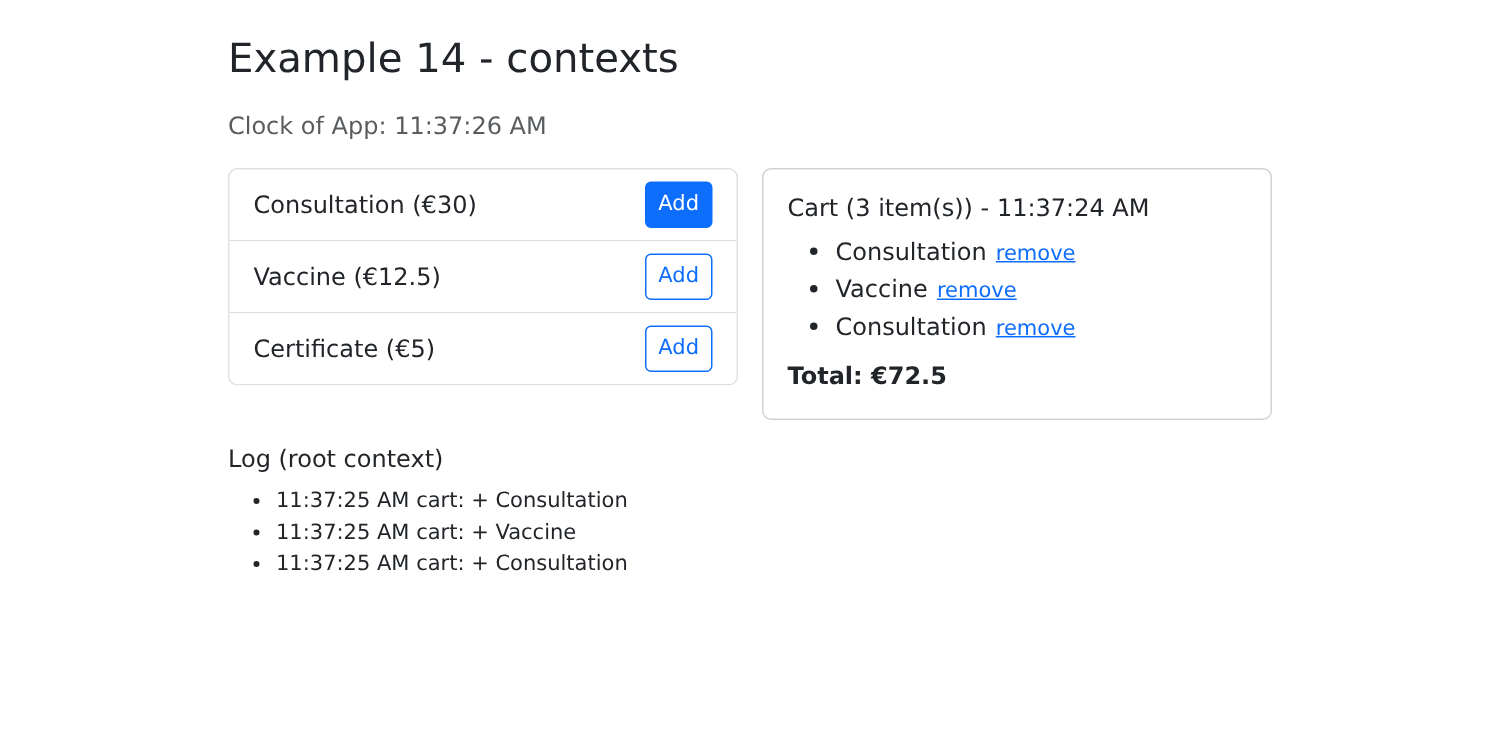 Example 14 - contexts
Clock of App: 11:37:26 AM
Consultation (€30) Add
Vaccine (€12.5) Add
Certificate (€5) Add
Cart (3 item(s)) - 11:37:24 AM
Consultation remove
Vaccine remove
Consultation remove
Total: €72.5
Log (root context)
11:37:25 AM cart: + Consultation
11:37:25 AM cart: + Vaccine
11:37:25 AM cart: + Consultation